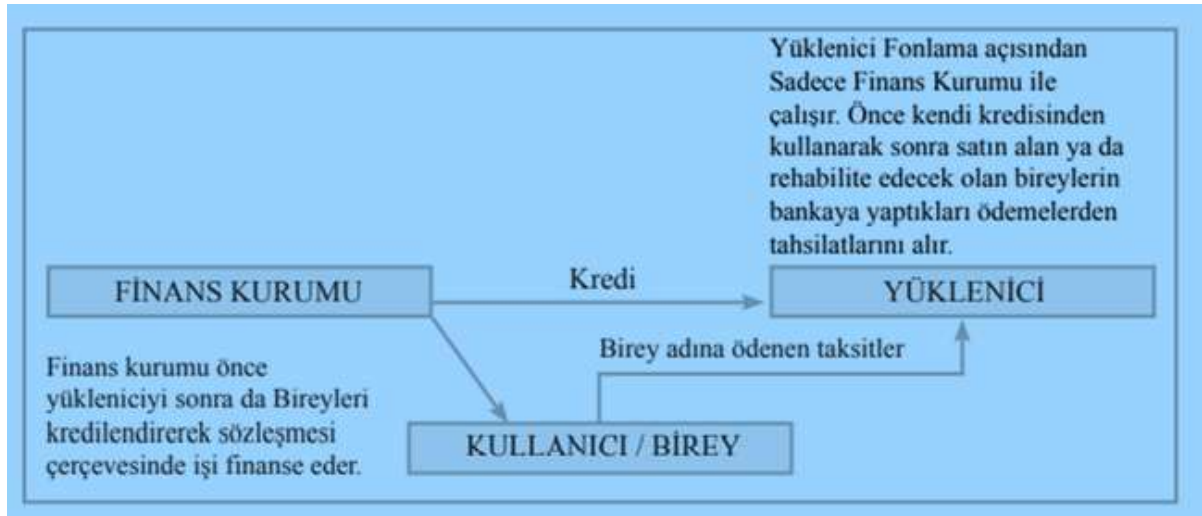 Yüklenici Fonlama açısından
Sadece Finans Kurumu ile
çalışır. Önce kendi kredisinden
kullanarak sonra satın alan ya da
rehabilite edecek olan bireylerin
bankaya yaptıkları ödemelerden
tahsilatlarını alır.
FİNANS KURUMU
Kredi
YÜKLENİCİ
Birey adına ödenen taksitler
Finans kurumu önce
yükleniciyi sonra da Bireyleri
kredilendirerek sözleşmesi
çerçevesinde işi finanse eder.
KULLANICI / BİREY